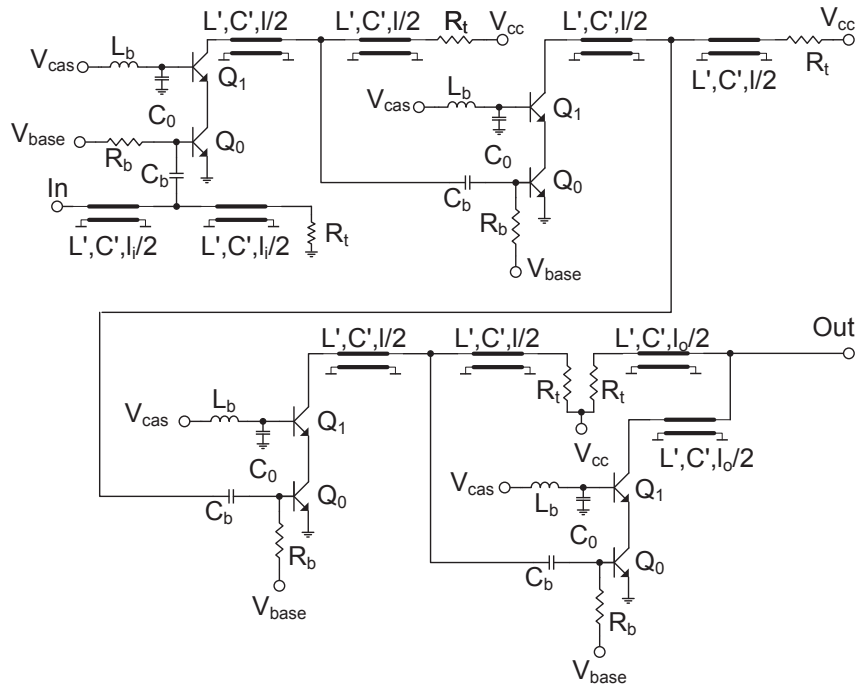 L',C',l/2
L',C',l/2
R_t
V_cc
L',C',l/2
V_cc
L_b
V_cas
Q_1
L_b
R_t
L',C',l/2
V_cas
Q_1
C_0
V_base
Q_0
C_0
R_b
C_b
Q_0
In
C_b
R_b
R_t
L',C',l_i/2
L',C',l_i/2
V_base
L',C',l/2
L',C',l/2
L',C',l_o/2
Out
R_t
R_t
L_b
V_cas
Q_1
V_cc
L',C',l_o/2
C_0
V_cas
L_b
Q_1
Q_0
C_b
C_0
R_b
Q_0
C_b
V_base
R_b
V_base